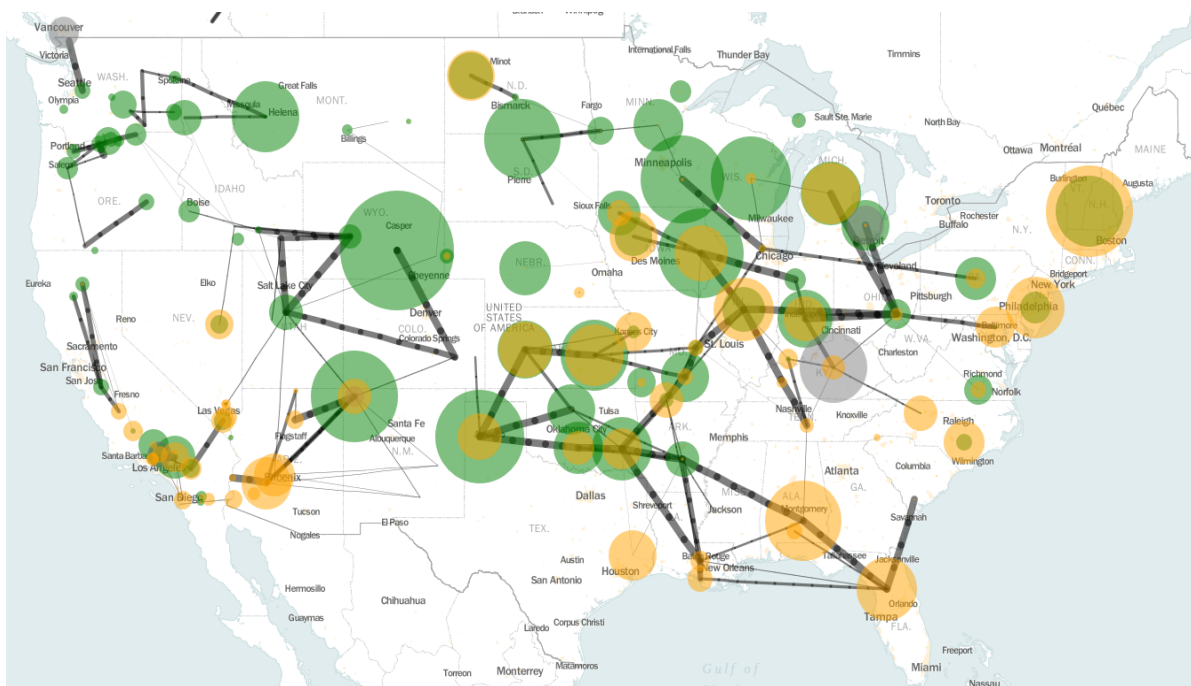 Winnipeg
Vancouver
Victoria
Seattle
WASH.
Spokane
Great Falls
Minot
N.D.
International Falls
Thunder Bay
Timmins
Olympia
Missoula
Helena
MONT.
Bismarck
Fargo
MINN.
Sault Ste. Marie
North Bay
Québec
Portland
Salem
Billings
Ottawa
Montréal
MAINE
Minneapolis
WIS.
MICH.
Burlington
VT.
Augusta
S.D.
Pierre
IDAHO
ORE.
Boise
WYO.
Casper
Sioux Falls
Milwaukee
Toronto
Rochester
Buffalo
N.H.
N.Y.
Boston
Detroit
Chicago
Cleveland
CONN.
Eureka
Elko
Salt Lake City
Cheyenne
NEBR.
Omaha
Des Moines
Bridgeport
New York
Pittsburgh
OHIO
Reno
NEV.
UNITED
STATES
OF AMERICA
Denver
COLO.
Colorado Springs
Kansas City
Cincinnati
Philadelphia
Baltimore
Washington, D.C.
Sacramento
San Francisco
San Jose
Fresno
St. Louis
W.VA.
Charleston
KY.
Richmond
Norfolk
Las Vegas
Flagstaff
Santa Fe
Albuquerque
N.M.
Tulsa
Oklahoma City
ARK.
Nashville
TENN.
Knoxville
Raleigh
Santa Barbara
Los Angeles
ARIZ.
Phoenix
Memphis
Atlanta
Columbia
Wilmington
San Diego
Tucson
Nogales
El Paso
Dallas
Shreveport
MISS.
Jackson
ALA.
GA.
Montgomery
Savannah
TEX.
Austin
San Antonio
Houston
Baton Rouge
New Orleans
Tallahassee
Jacksonville
Hermosillo
Guaymas
Chihuahua
Laredo
Corpus Christi
Orlando
Tampa
FLA.
Freeport
Miami
Nassau
Torreon
Monterrey
Matamoros
Gulf of